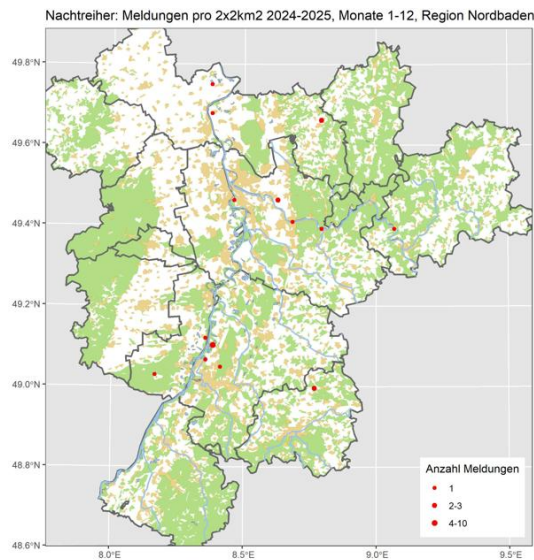 Nachtreiher: Meldungen pro 2x2km2 2024-2025, Monate 1-12, Region Nordbaden
49.8°N
49.6°N
49.4°N
49.2°N
49.0°N
48.8°N
48.6°N
8.0°E 8.5°E 9.0°E 9.5°E
Anzahl Meldungen
1
2-3
4-10